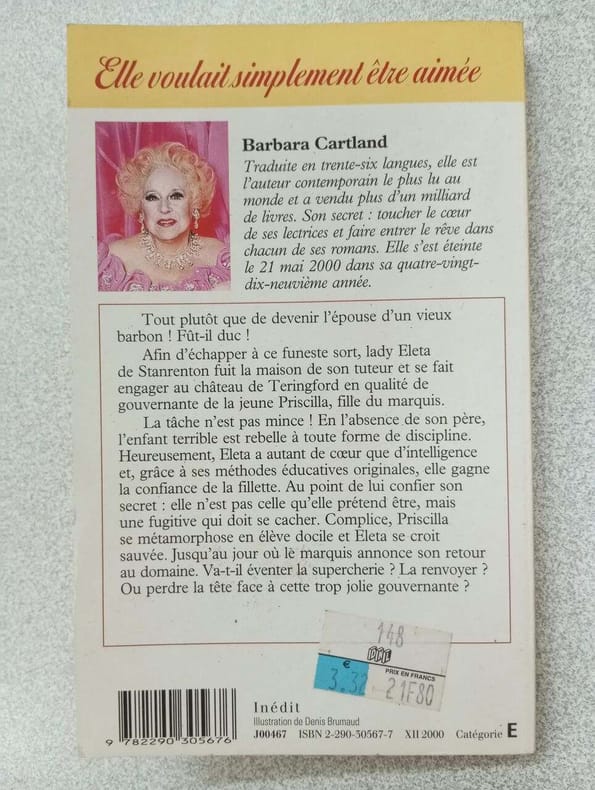 Elle voulait simplement être aimée
Barbara Cartland
Traduite en trente-six langues, elle est
l'auteur contemporain le plus lu au
monde et a vendu plus d'un milliard
de livres. Son secret : toucher le cœur
de ses lectrices et faire entrer le rêve dans
chacun de ses romans. Elle s'est éteinte
le 21 mai 2000 dans sa quatre-vingt-
dix-neuvième année.
Tout plutôt que de devenir l'épouse d'un vieux
barbon ! Fût-il duc !
Afin d'échapper à ce funeste sort, lady Eleta
de Stanrenton fuit la maison de son tuteur et se fait
engager au château de Teringford en qualité de
gouvernante de la jeune Priscilla, fille du marquis.
La tâche n'est pas mince ! En l'absence de son père,
l'enfant terrible est rebelle à toute forme de discipline.
Heureusement, Eleta a autant de cœur que d'intelligence
et, grâce à ses méthodes éducatives originales, elle gagne
la confiance de la fillette. Au point de lui confier son
secret : elle n'est pas celle qu'elle prétend être, mais
une fugitive qui doit se cacher. Complice, Priscilla
se métamorphose en élève docile et Eleta se croit
sauvée. Jusqu'au jour où le marquis annonce son retour
au domaine. Va-t-il éventer la supercherie ? La renvoyer ?
Ou perdre la tête face à cette trop jolie gouvernante ?
148
€
PRIX EN FRANCS
3.32
21F80
9 782290 305676
Inédit
Illustration de Denis Brumaud
J00467 ISBN 2-290-30567-7 XII 2000 Catégorie E